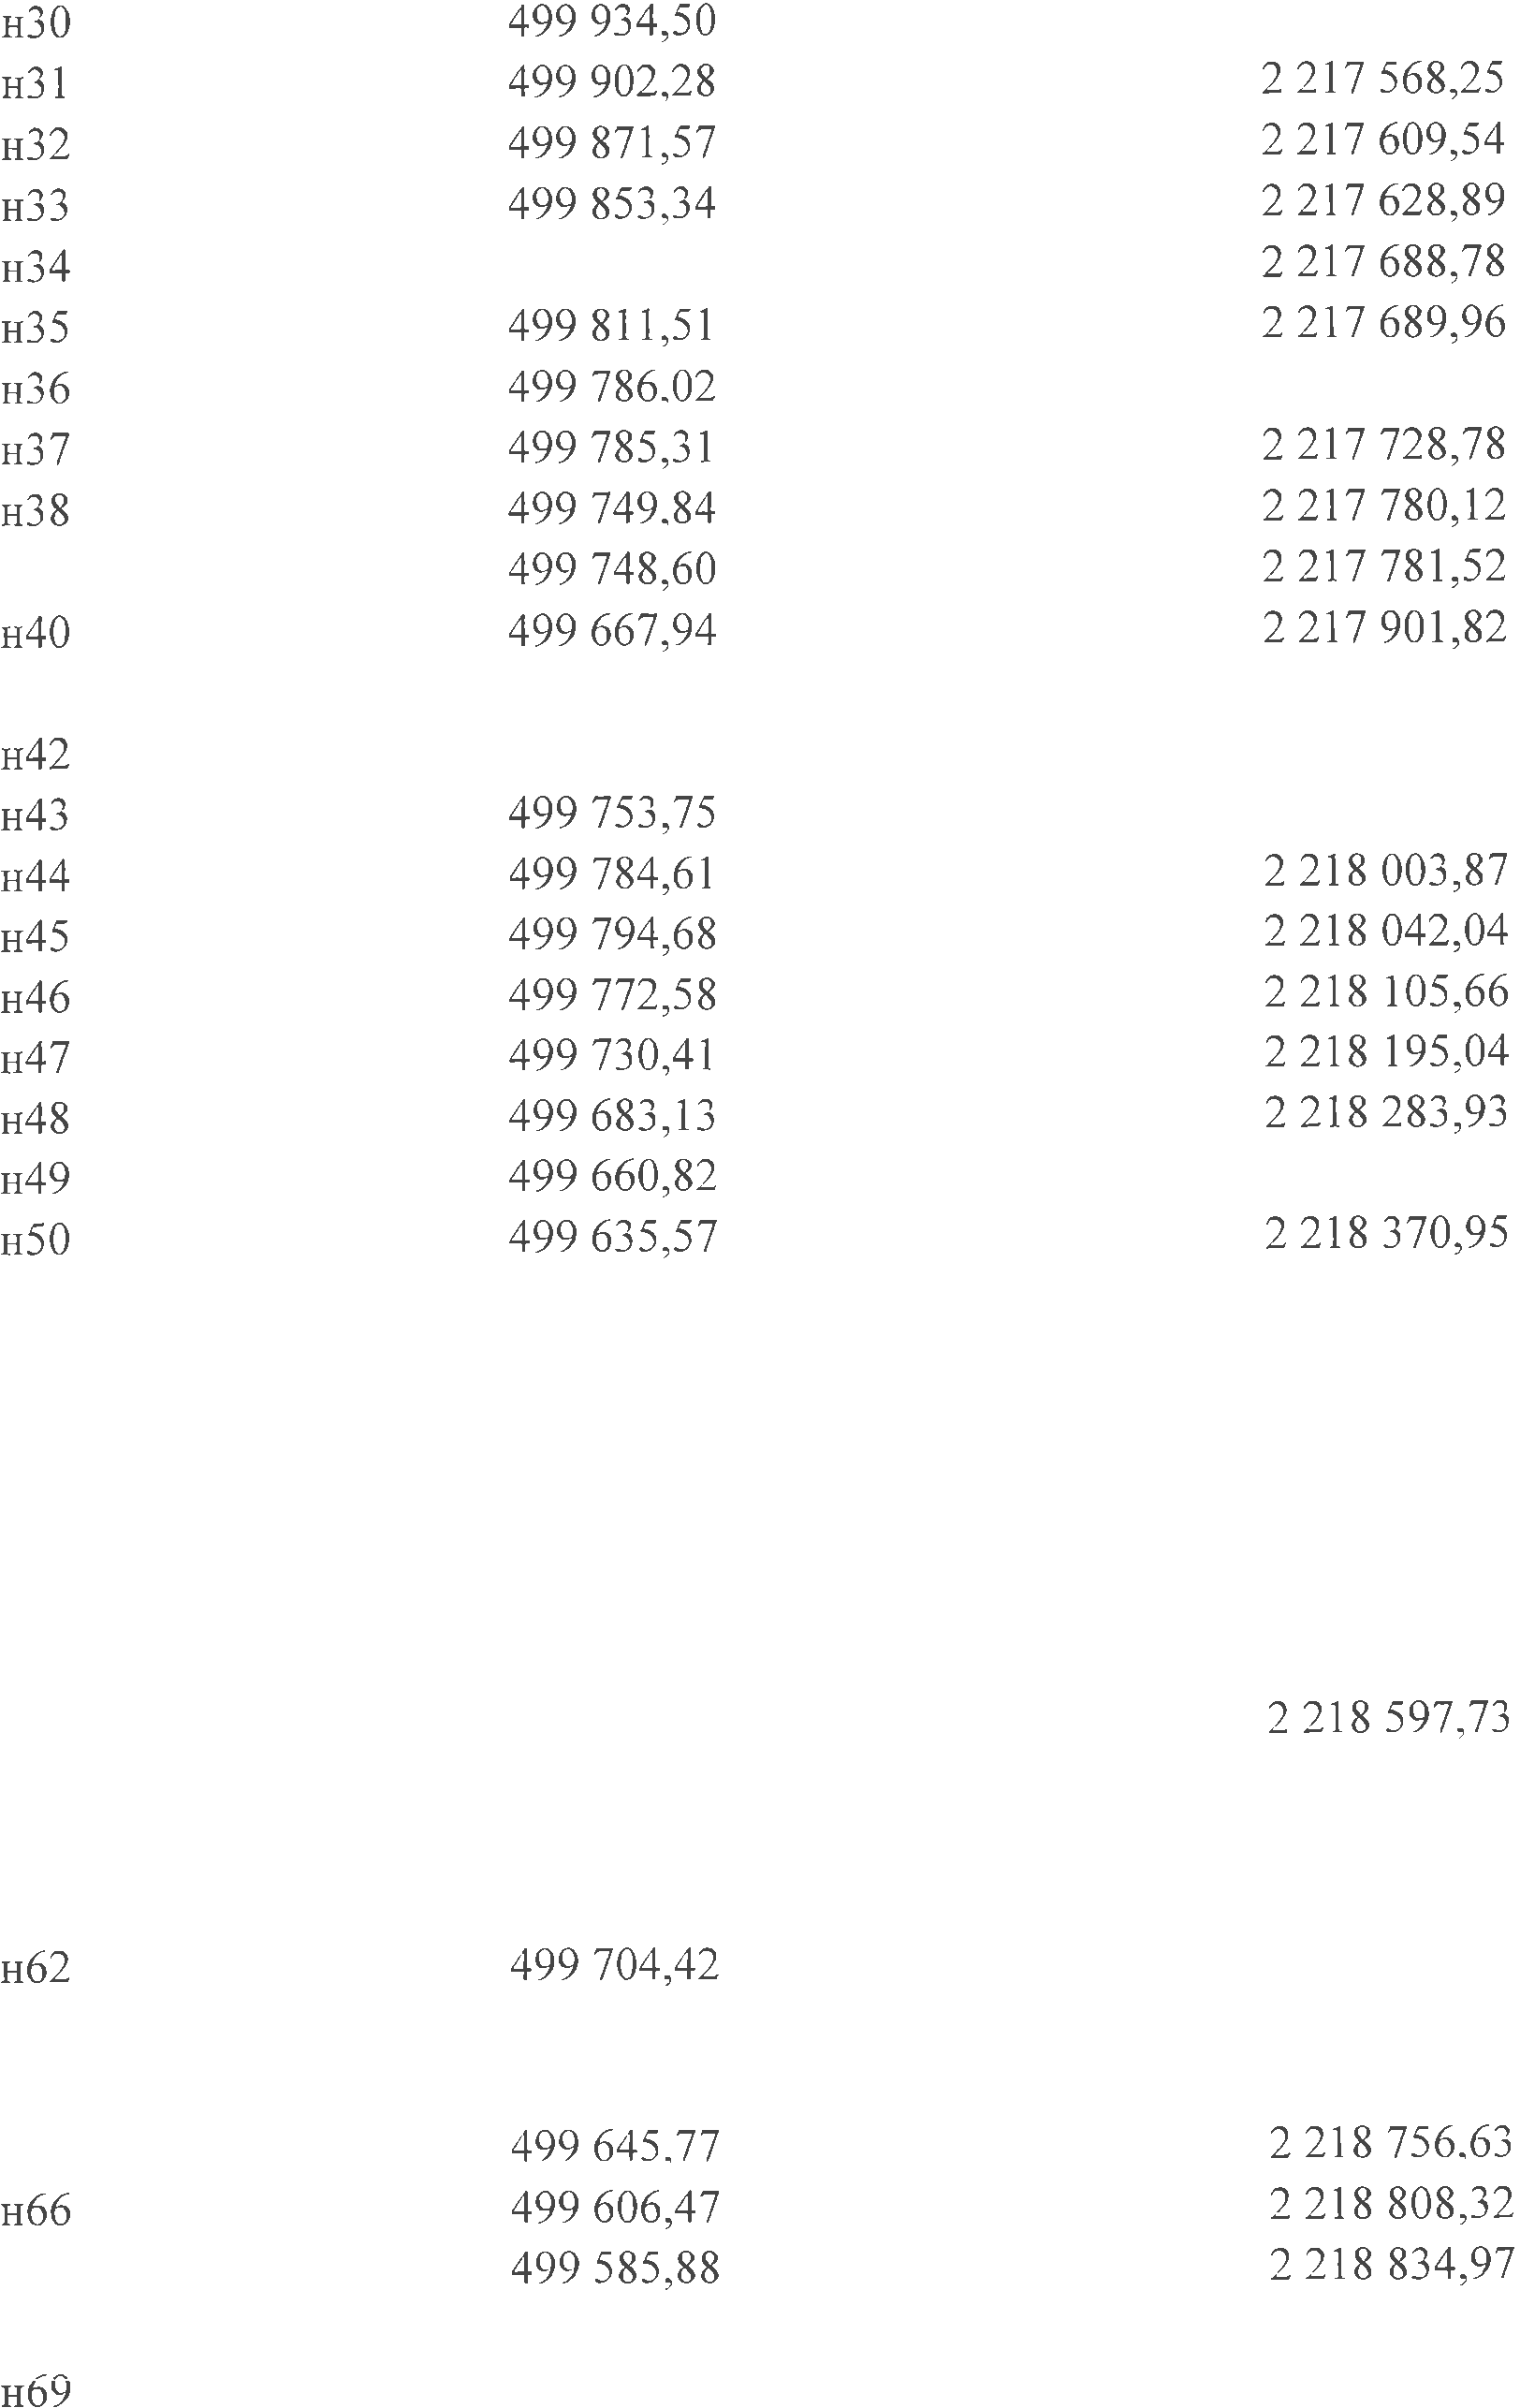 н30 499 934,50
н31 499 902,28 2 217 568,25
н32 499 871,57 2 217 609,54
н33 499 853,34 2 217 628,89
н34 2 217 688,78
н35 499 811,51 2 217 689,96
н36 499 786,02
н37 499 785,31 2 217 728,78
н38 499 749,84 2 217 780,12
499 748,60 2 217 781,52
н40 499 667,94 2 217 901,82
н42
н43 499 753,75
н44 499 784,61 2 218 003,87
н45 499 794,68 2 218 042,04
н46 499 772,58 2 218 105,66
н47 499 730,41 2 218 195,04
н48 499 683,13 2 218 283,93
н49 499 660,82
н50 499 635,57 2 218 370,95
2 218 597,73
н62 499 704,42
499 645,77 2 218 756,63
н66 499 606,47 2 218 808,32
499 585,88 2 218 834,97
н69